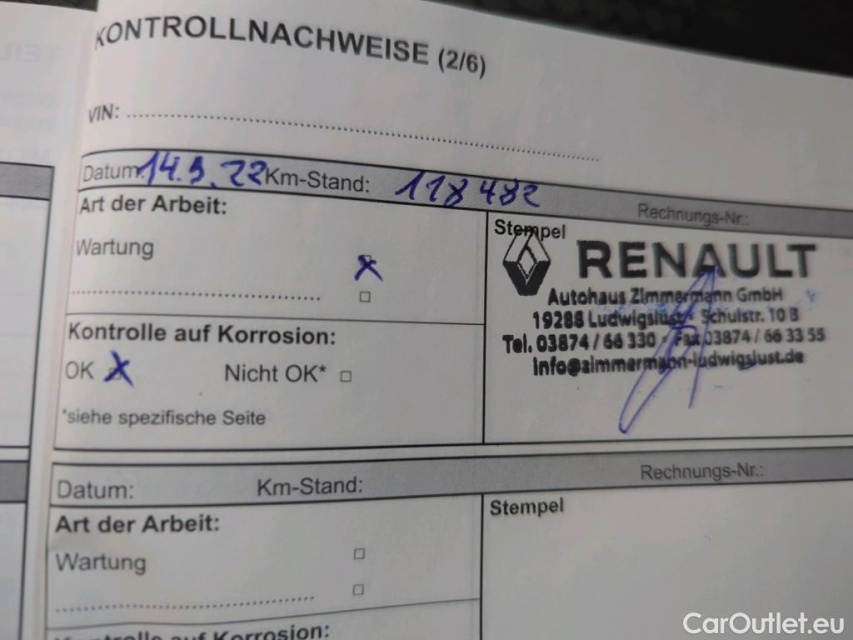 KONTROLLNACHWEISE (2/6)
VIN:
Datum: 14.9.22 Km-Stand: 118 482 Rechnungs-Nr.:
Art der Arbeit:
Wartung
Kontrolle auf Korrosion:
OK Nicht OK*
*siehe spezifische Seite
Stempel
RENAULT
Autohaus Zimmermann GmbH
19288 Ludwigslust · Schulstr. 10 B
Tel. 03874 / 66 330 · Fax 03874 / 66 33 55
info@zimmermann-ludwigslust.de
Datum: Km-Stand: Rechnungs-Nr.:
Art der Arbeit:
Wartung
Stempel
Kontrolle auf Korrosion:
CarOutlet.eu